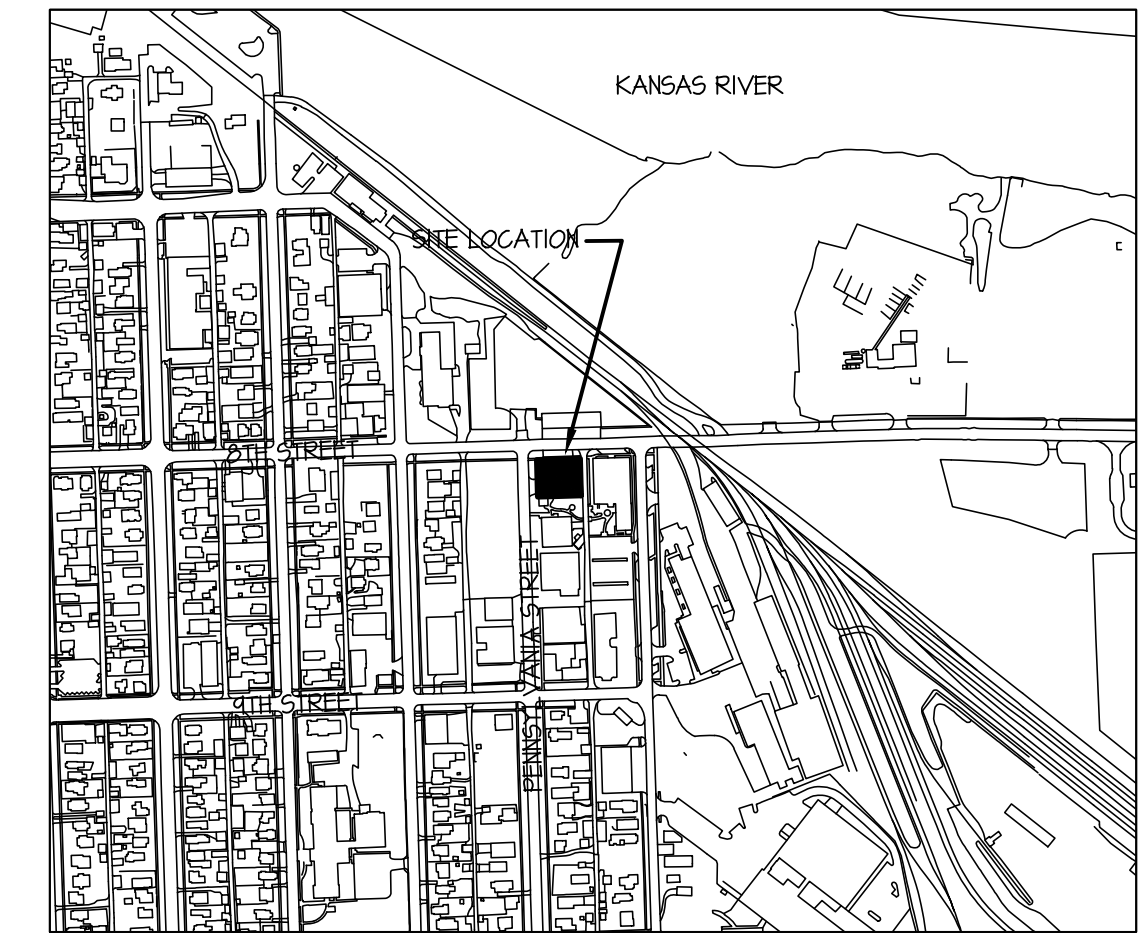 KANSAS RIVER
SITE LOCATION
8TH STREET
PENNSYLVANIA STREET
9TH STREET